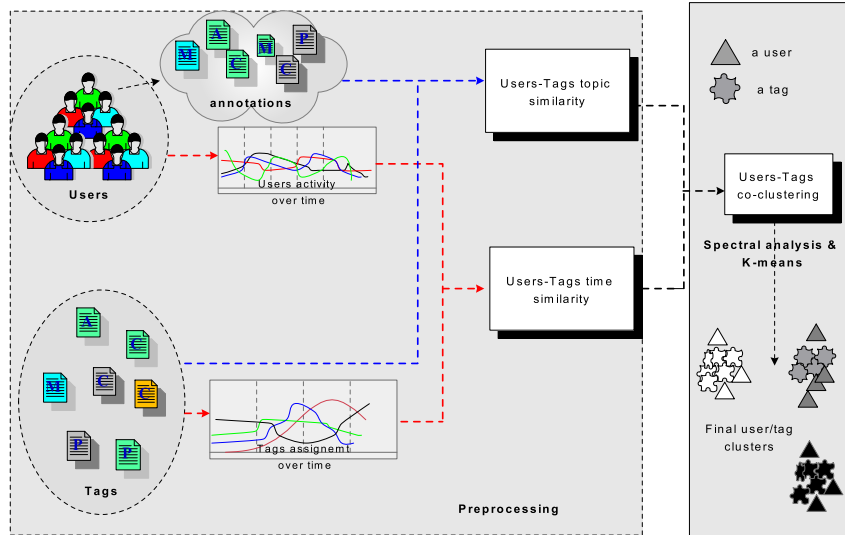 M
A
C
M
C
P
annotations
Users
Users activity
over time
Users-Tags topic
similarity
Users-Tags time
similarity
A
C
M
C
C
P
P
Tags
Tags assignemt
over time
Preprocessing
a user
a tag
Users-Tags
co-clustering
Spectral analysis &
K-means
Final user/tag
clusters